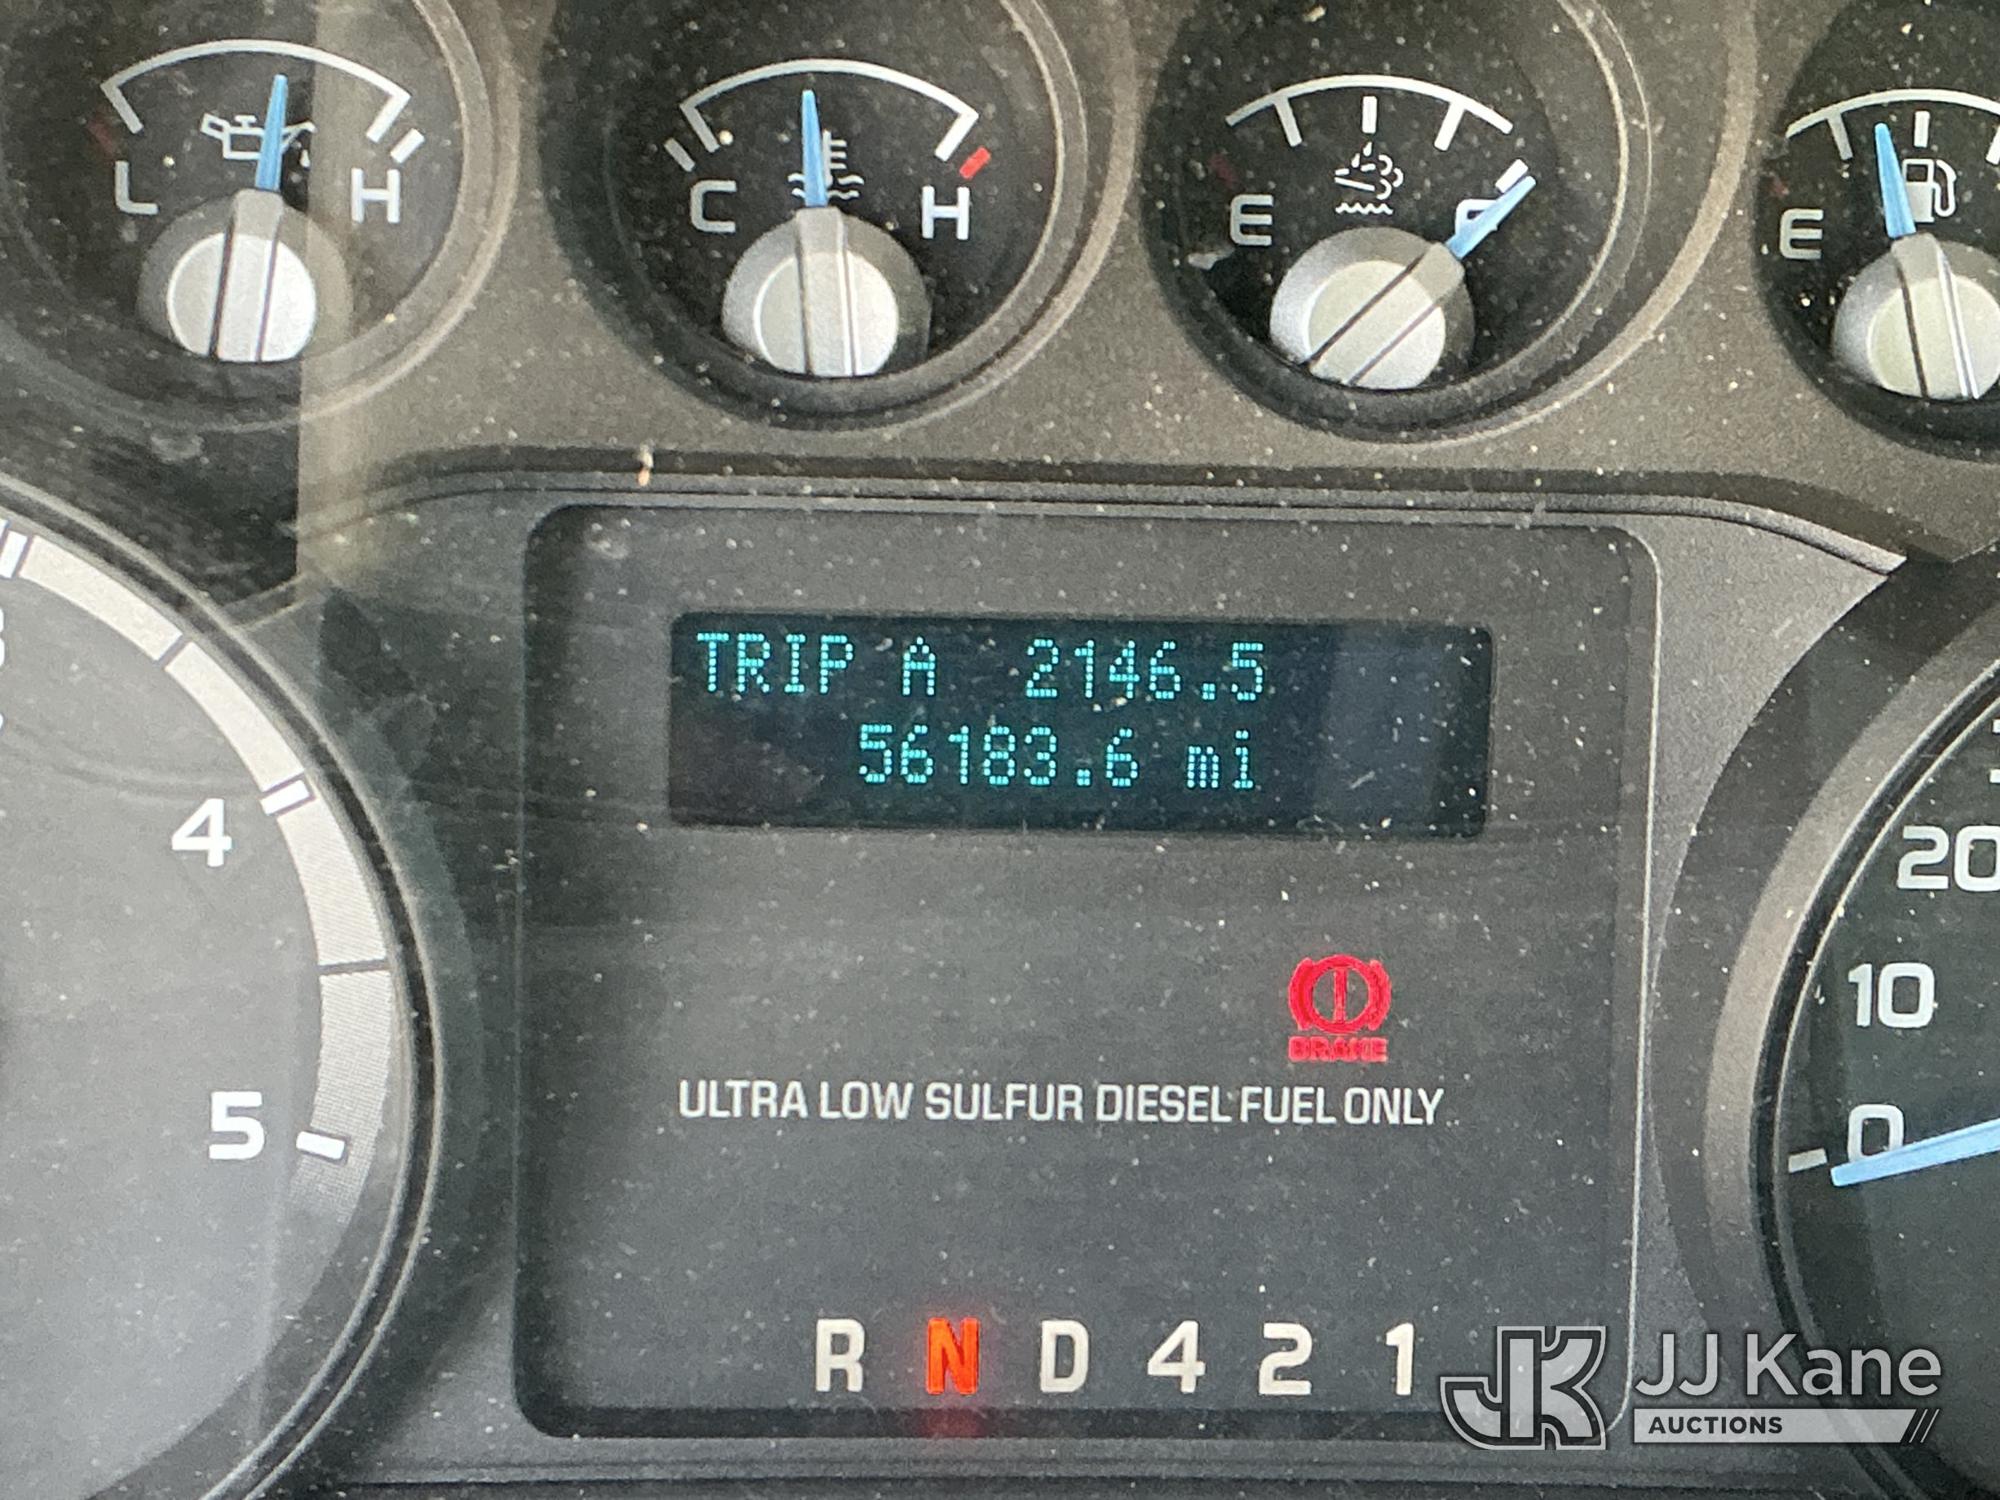 L H
C H
E F
E
TRIP A 2146.5
56183.6 mi
4
5
20
10
0
BRAKE
ULTRA LOW SULFUR DIESEL FUEL ONLY
R N D 4 2 1
JK
JJ Kane
AUCTIONS